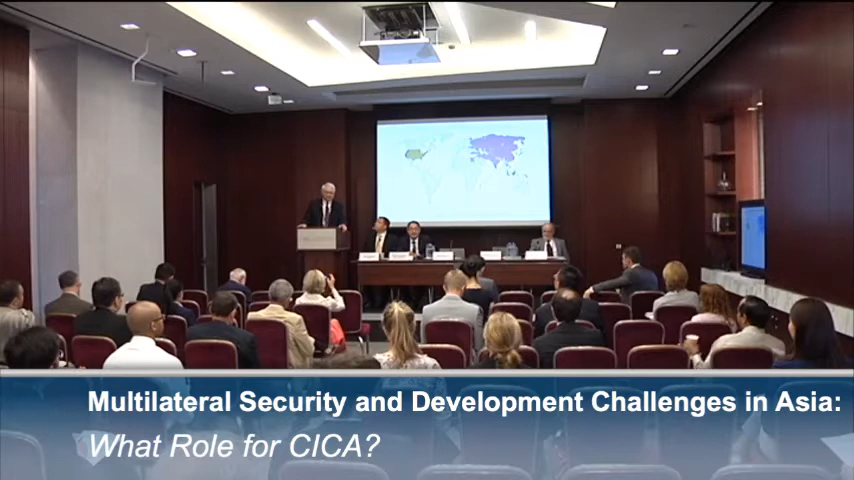 Multilateral Security and Development Challenges in Asia:
What Role for CICA?